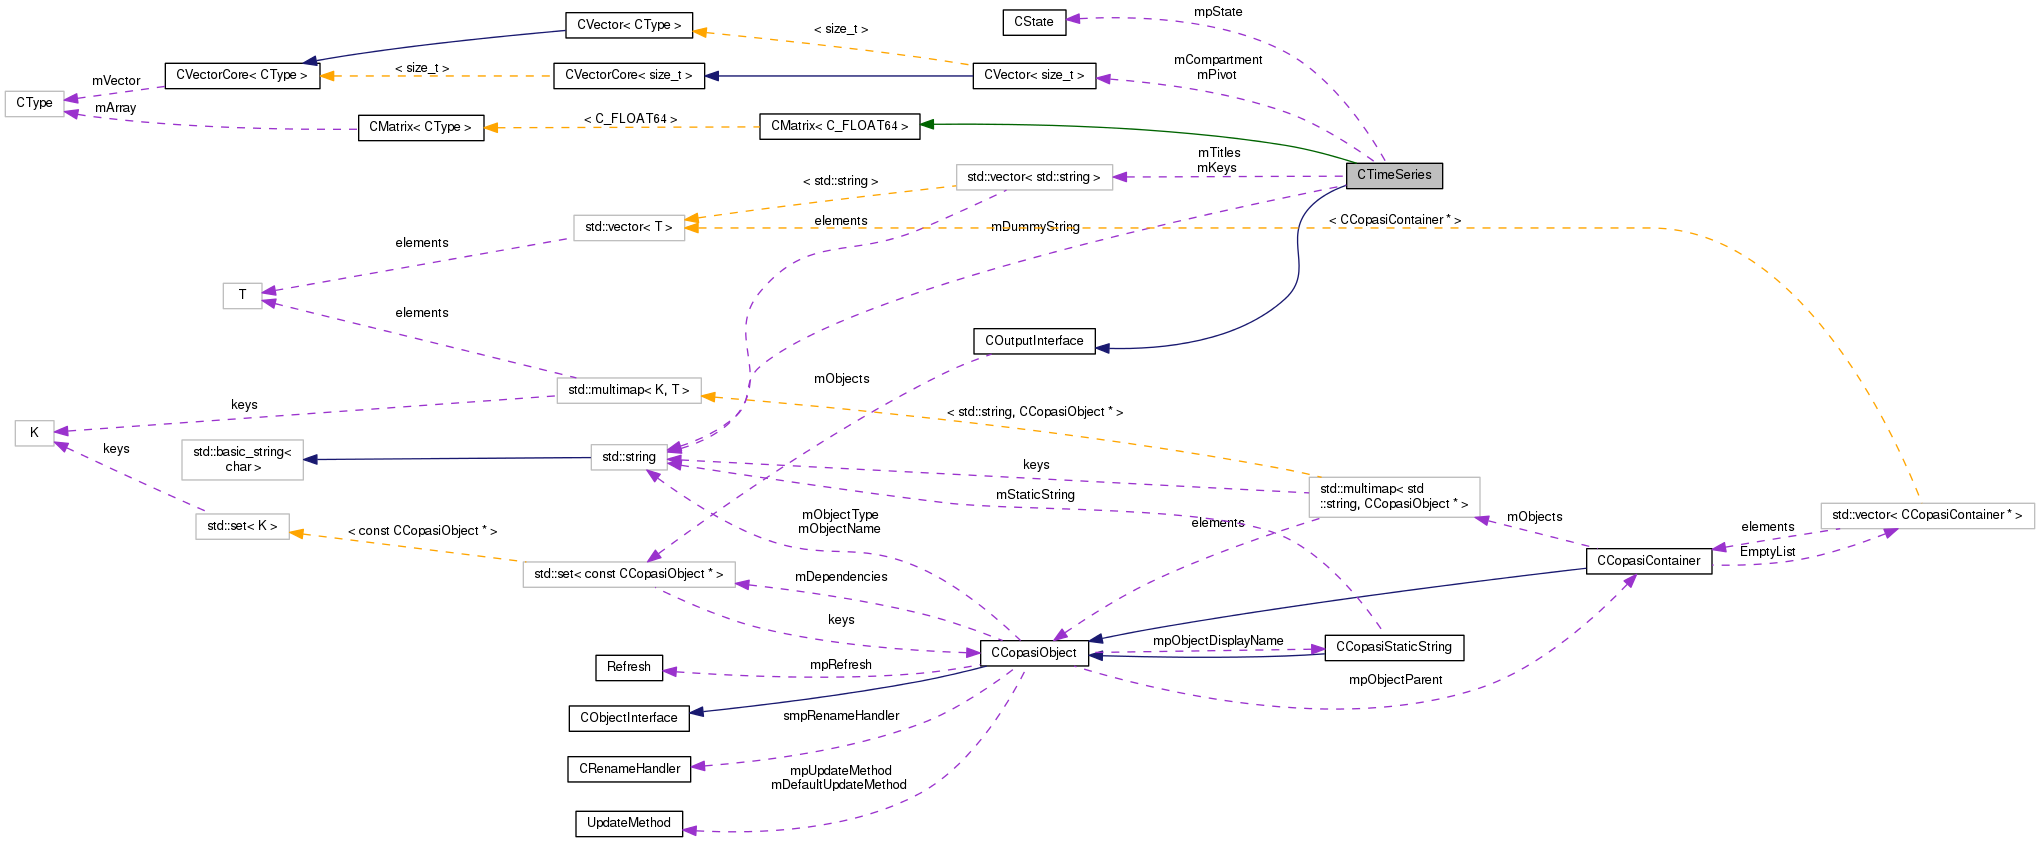 CVector< CType >
CState
mpState
< size_t >
CVectorCore< CType >
< size_t >
CVectorCore< size_t >
CVector< size_t >
mCompartment
mPivot
mVector
CType
mArray
CMatrix< CType >
< C_FLOAT64 >
CMatrix< C_FLOAT64 >
mTitles
mKeys
CTimeSeries
std::vector< std::string >
< std::string >
std::vector< T >
elements
mDummyString
< CCopasiContainer * >
elements
T
elements
COutputInterface
mObjects
std::multimap< K, T >
keys
< std::string, CCopasiObject * >
K
keys
std::basic_string<
char >
std::string
keys
mStaticString
std::multimap< std
::string, CCopasiObject * >
mObjectType
mObjectName
elements
mObjects
std::vector< CCopasiContainer * >
elements
EmptyList
std::set< K >
< const CCopasiObject * >
CCopasiContainer
std::set< const CCopasiObject * >
mDependencies
keys
CCopasiObject
mpObjectDisplayName
CCopasiStaticString
Refresh
mpRefresh
mpObjectParent
CObjectInterface
smpRenameHandler
CRenameHandler
mpUpdateMethod
mDefaultUpdateMethod
UpdateMethod